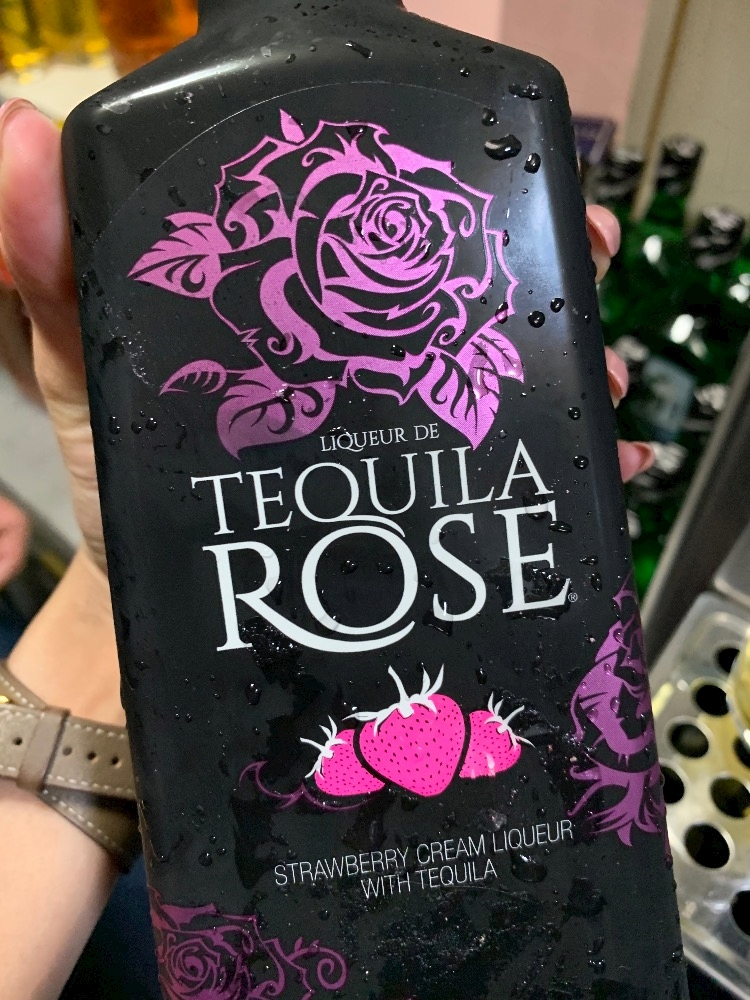 LIQUEUR DE
TEQUILA
ROSE®
STRAWBERRY CREAM LIQUEUR
WITH TEQUILA